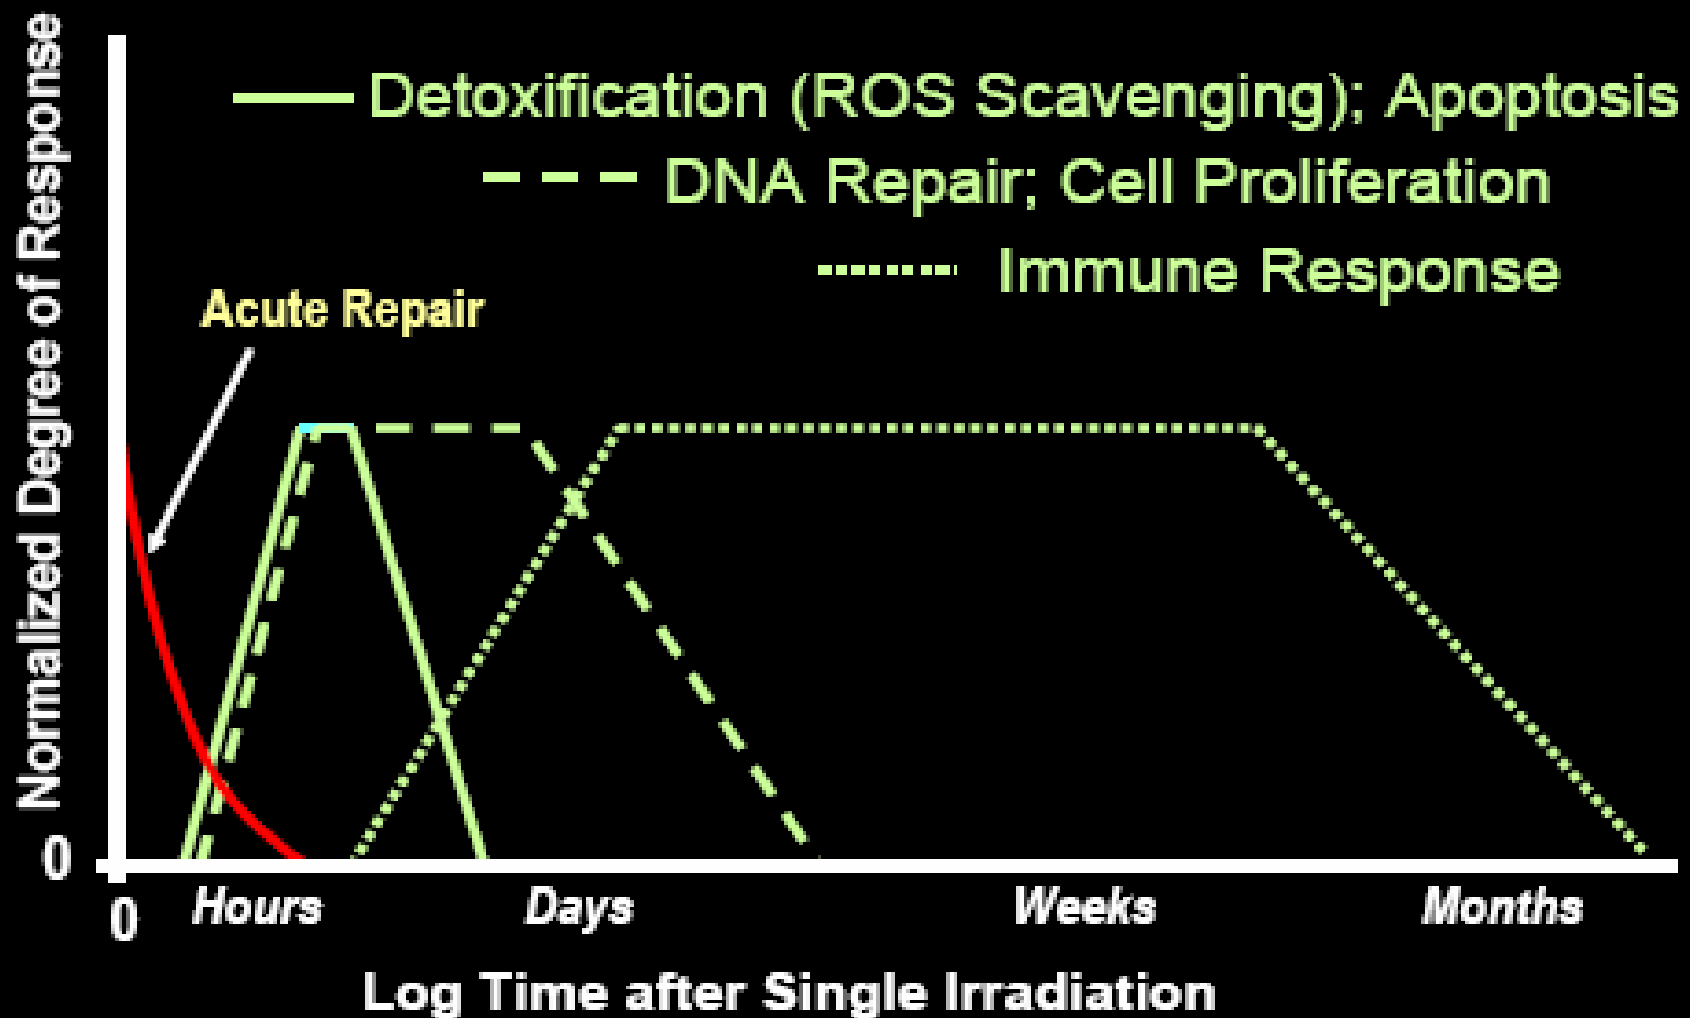 Normalized Degree of Response
Detoxification (ROS Scavenging); Apoptosis
DNA Repair; Cell Proliferation
Immune Response
Acute Repair
0
0 Hours Days Weeks Months
Log Time after Single Irradiation